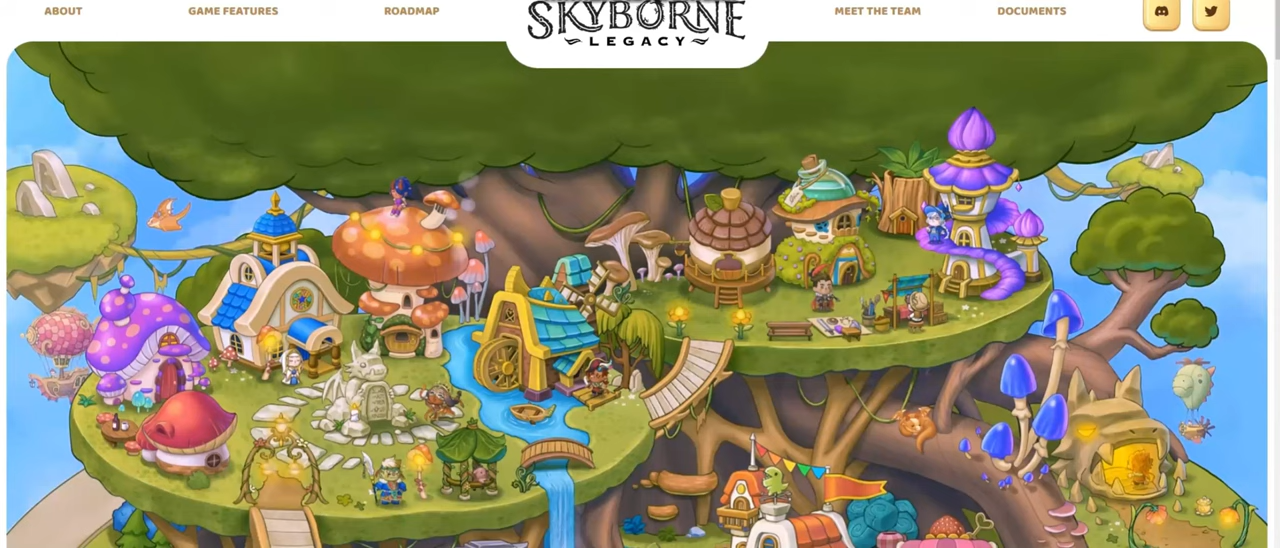 ABOUT
GAME FEATURES
ROADMAP
SKYBORNE
LEGACY
MEET THE TEAM
DOCUMENTS